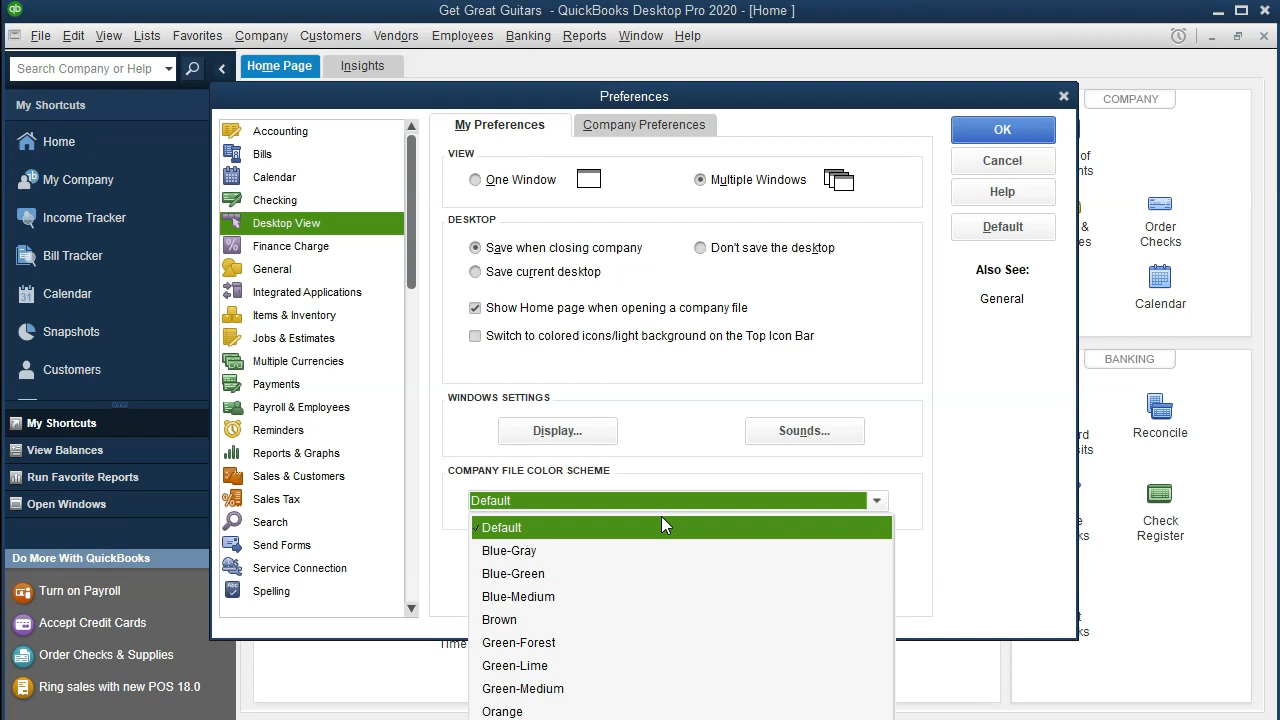 Get Great Guitars - QuickBooks Desktop Pro 2020 - [Home ]
File Edit View Lists Favorites Company Customers Vendors Employees Banking Reports Window Help
Search Company or Help
Home Page Insights
My Shortcuts
Home
My Company
Income Tracker
Bill Tracker
Calendar
Snapshots
Customers
My Shortcuts
View Balances
Run Favorite Reports
Open Windows
Do More With QuickBooks
Turn on Payroll
Accept Credit Cards
Order Checks & Supplies
Ring sales with new POS 18.0
Preferences
Accounting
Bills
Calendar
Checking
Desktop View
Finance Charge
General
Integrated Applications
Items & Inventory
Jobs & Estimates
Multiple Currencies
Payments
Payroll & Employees
Reminders
Reports & Graphs
Sales & Customers
Sales Tax
Search
Send Forms
Service Connection
Spelling
My Preferences Company Preferences
VIEW
One Window Multiple Windows
DESKTOP
Save when closing company Don't save the desktop
Save current desktop
Show Home page when opening a company file
Switch to colored icons/light background on the Top Icon Bar
WINDOWS SETTINGS
Display... Sounds...
COMPANY FILE COLOR SCHEME
Default
Default
Blue-Gray
Blue-Green
Blue-Medium
Brown
Green-Forest
Green-Lime
Green-Medium
Orange
OK
Cancel
Help
Default
Also See:
General
COMPANY
of
Order
Checks
Calendar
BANKING
Reconcile
Check
Register
Time